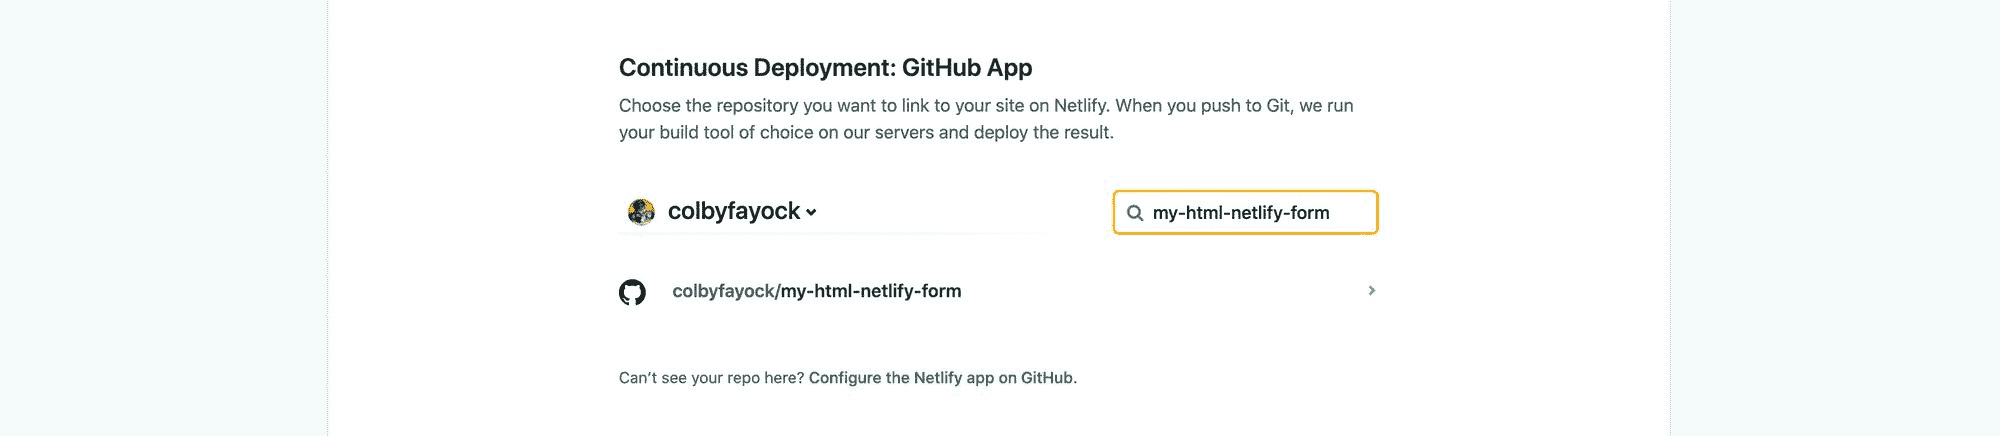 Continuous Deployment: GitHub App
Choose the repository you want to link to your site on Netlify. When you push to Git, we run
your build tool of choice on our servers and deploy the result.
colbyfayock
my-html-netlify-form
colbyfayock/my-html-netlify-form
Can’t see your repo here? Configure the Netlify app on GitHub.